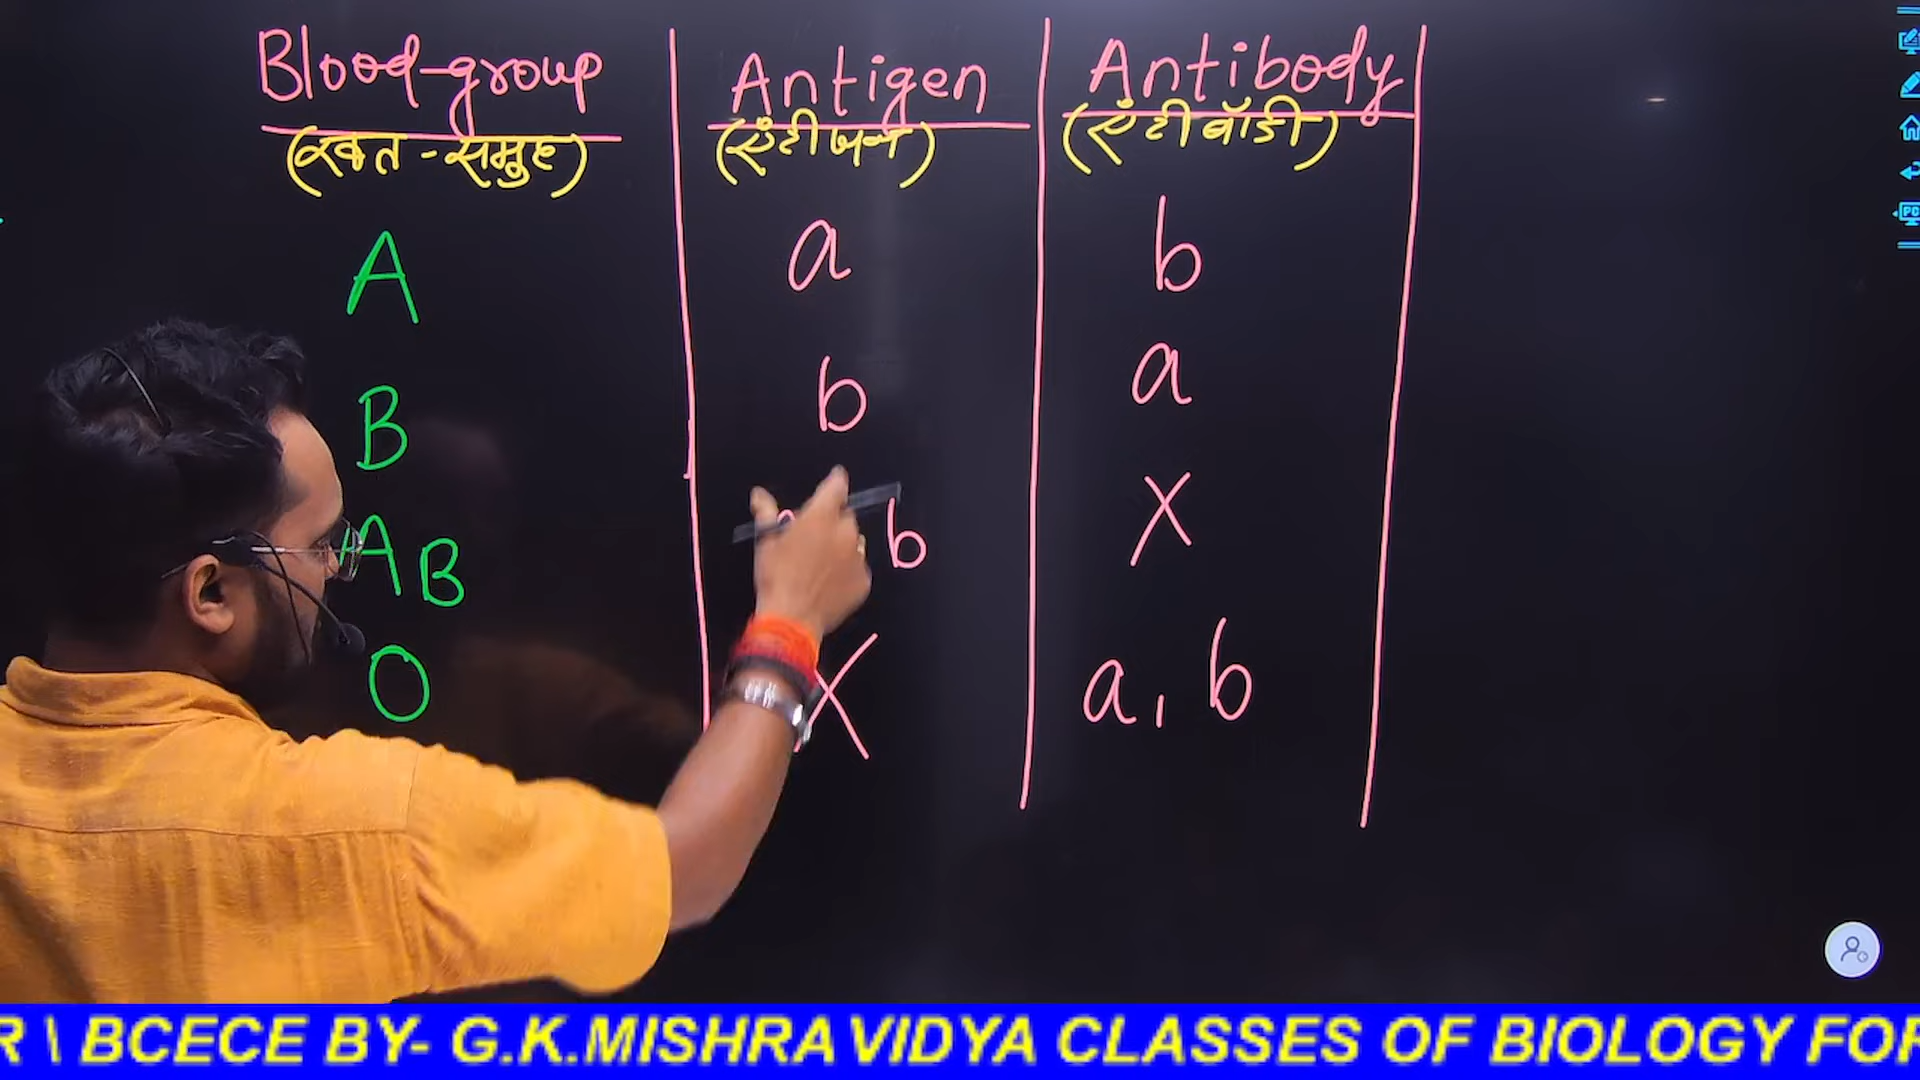 Blood-group Antigen Antibody
(रक्त-समुह) (एंटीजन) (एंटीबॉडी)
A a b
B b a
AB b X
O X a, b
R \ BCECE BY- G.K.MISHRA VIDYA CLASSES OF BIOLOGY FOR